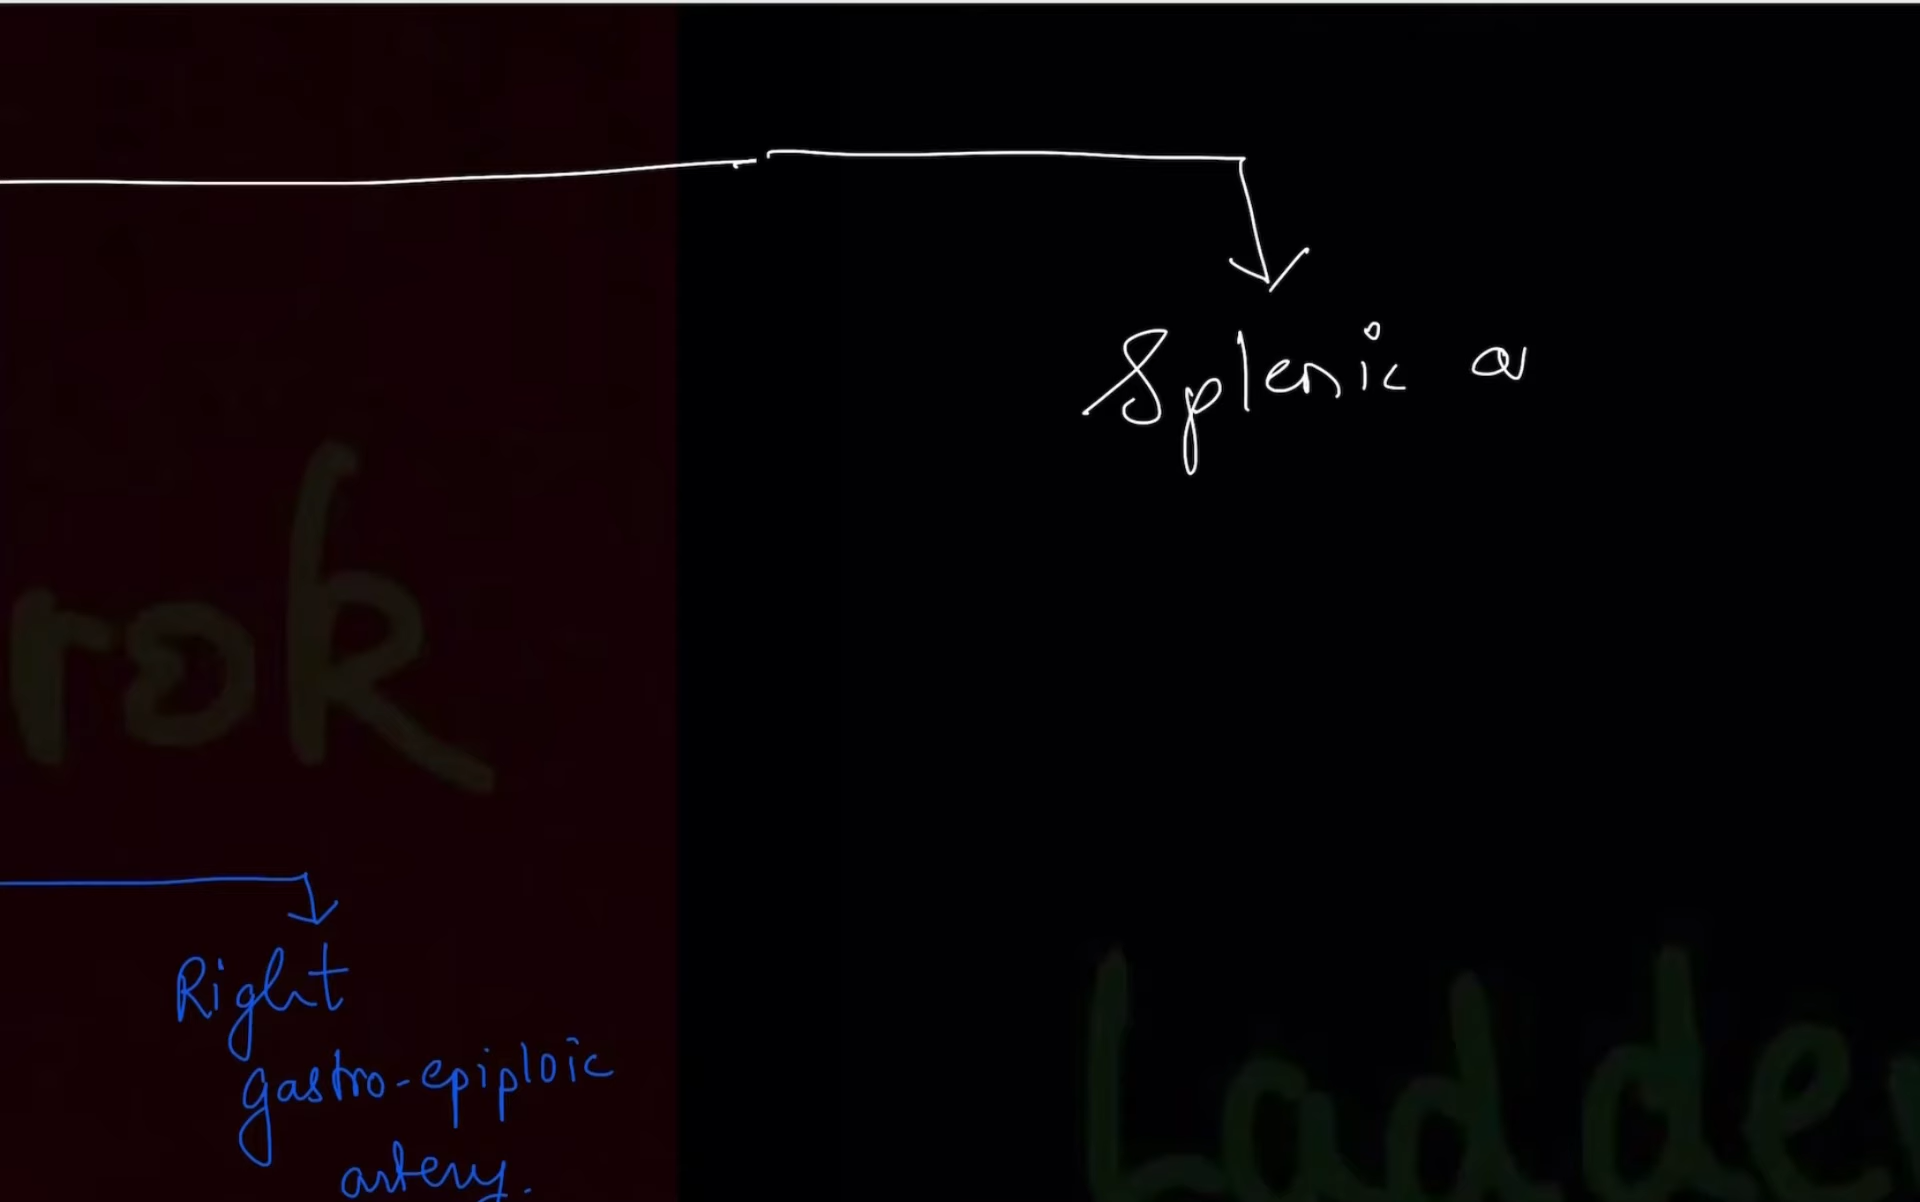 Splenic a
rok
Right
gastro-epiploic
artery.
Ladde